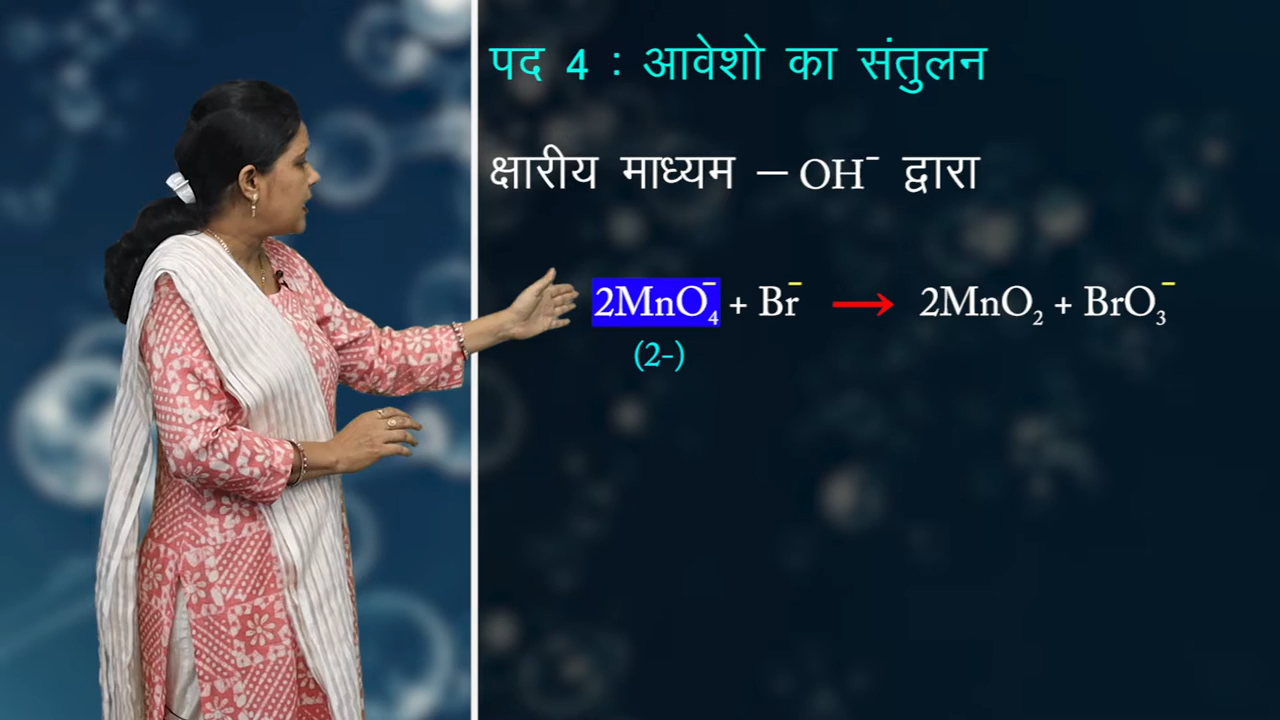 पद 4 : आवेशो का संतुलन
क्षारीय माध्यम – OH⁻ द्वारा
2MnO₄⁻ + Br⁻ ⟶ 2MnO₂ + BrO₃⁻
(2-)